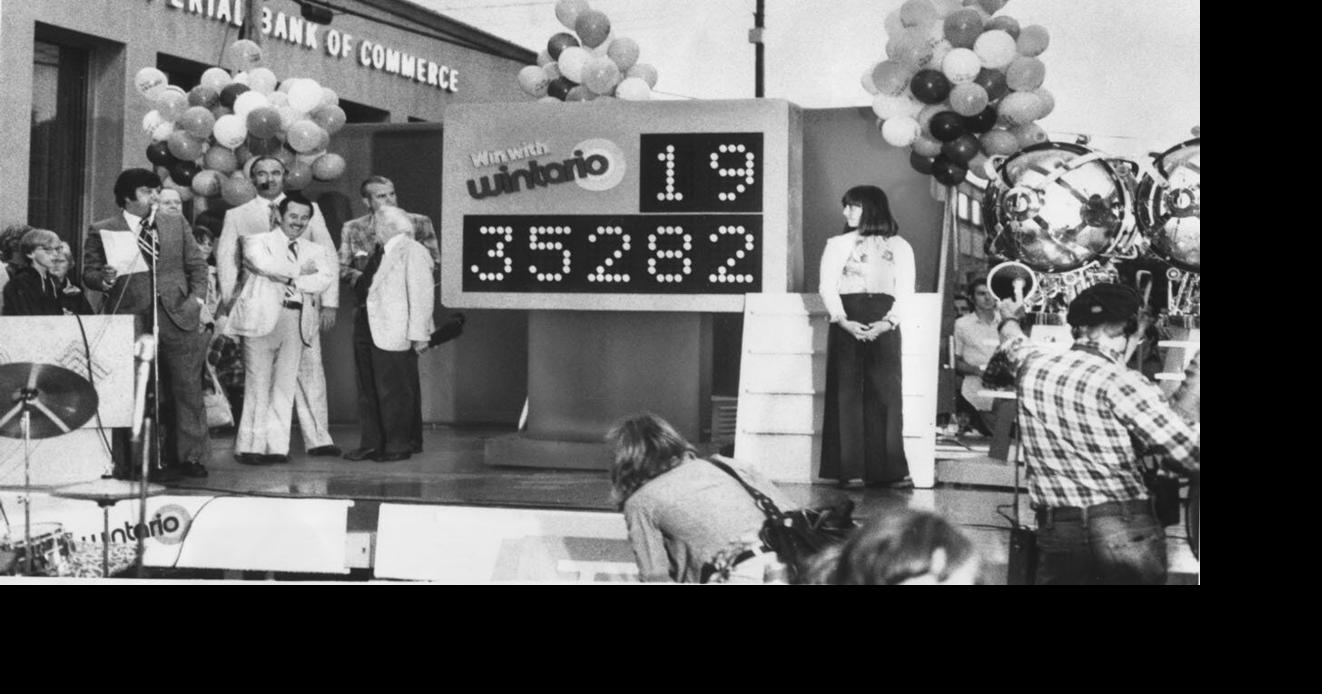 ERIAL BANK OF COMMERCE
Win with
wintario
19
35282
wintario